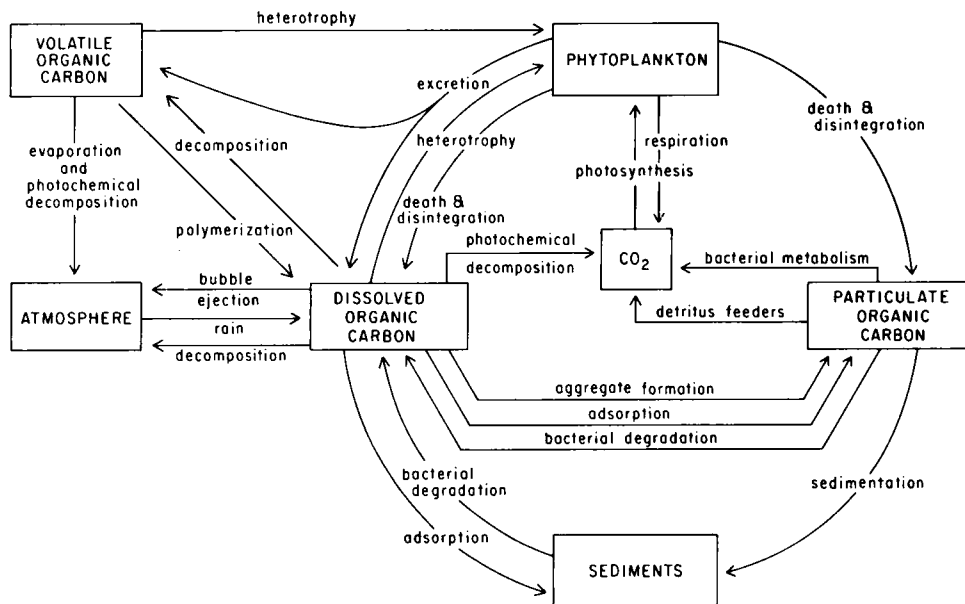 heterotrophy
VOLATILE
ORGANIC
CARBON
PHYTOPLANKTON
excretion
death &
disintegration
decomposition
heterotrophy
respiration
photosynthesis
evaporation
and
photochemical
decomposition
polymerization
death &
disintegration
photochemical
decomposition
CO2
bacterial metabolism
bubble
ejection
ATMOSPHERE
rain
decomposition
DISSOLVED
ORGANIC
CARBON
detritus feeders
PARTICULATE
ORGANIC
CARBON
aggregate formation
adsorption
bacterial degradation
bacterial
degradation
sedimentation
adsorption
SEDIMENTS